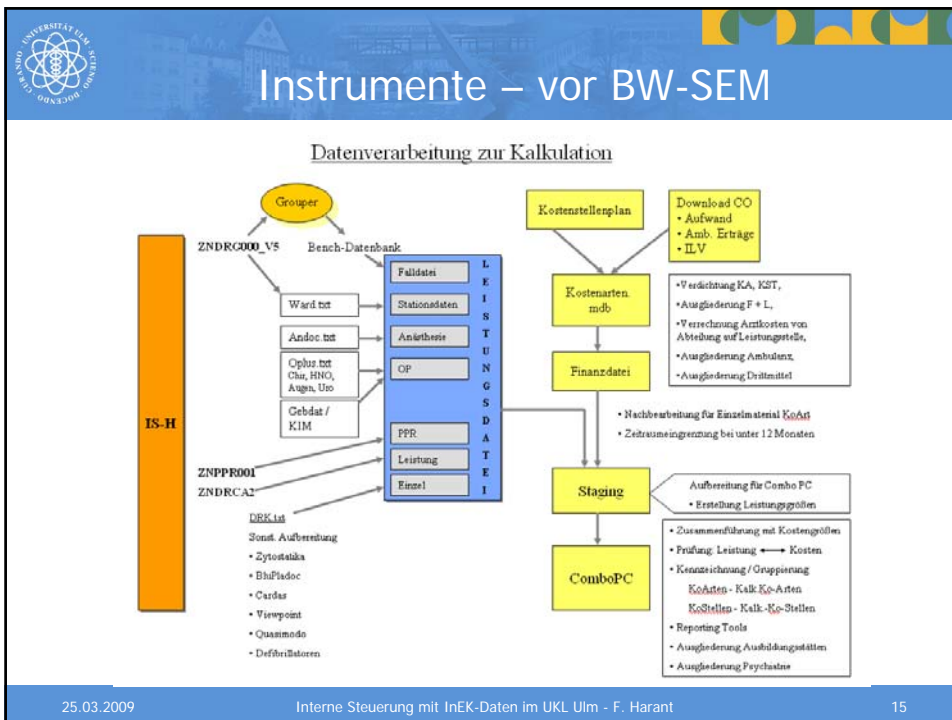 UNIVERSITÄT ULM · SCIENDO · DOCENDO · CURANDO
Instrumente – vor BW-SEM
Datenverarbeitung zur Kalkulation
IS-H
Grouper
ZNDRG000_V5
Bench-Datenbank
Ward.txt
Andoc.txt
Oplus.txt
Chir, HNO,
Augen, Uro
Gebdat /
KIM
ZNPPR001
ZNDRCA2
DRK.txt
Sonst. Aufbereitung
• Zytostatika
• BluPladoc
• Cardas
• Viewpoint
• Quasimodo
• Defibrillatoren
Falldatei
Stationsdaten
Anästhesie
OP
PPR
Leistung
Einzel
LEISTUNGSDATEI
Kostenstellenplan
Download CO
• Aufwand
• Amb. Erträge
• ILV
Kostenarten.
mdb
Finanzdatei
•Verdichtung KA, KST,
•Ausgliederung F + L,
•Verrechnung Arztkosten von
Abteilung auf Leistungsstelle,
•Ausgliederung Ambulanz,
•Ausgliederung Drittmittel
• Nachbearbeitung für Einzelmaterial KoArt
• Zeitraumeingrenzung bei unter 12 Monaten
Staging
Aufbereitung für Combo PC
• Erstellung Leistungsgrößen
ComboPC
• Zusammenführung mit Kostengrößen
• Prüfung: Leistung ⟷ Kosten
• Kennzeichnung / Gruppierung
KoArten - Kalk.Ko-Arten
KoStellen - Kalk.-Ko-Stellen
• Reporting Tools
• Ausgliederung Ausbildungsstätten
• Ausgliederung Psychiatrie
25.03.2009
Interne Steuerung mit InEK-Daten im UKL Ulm - F. Harant
15